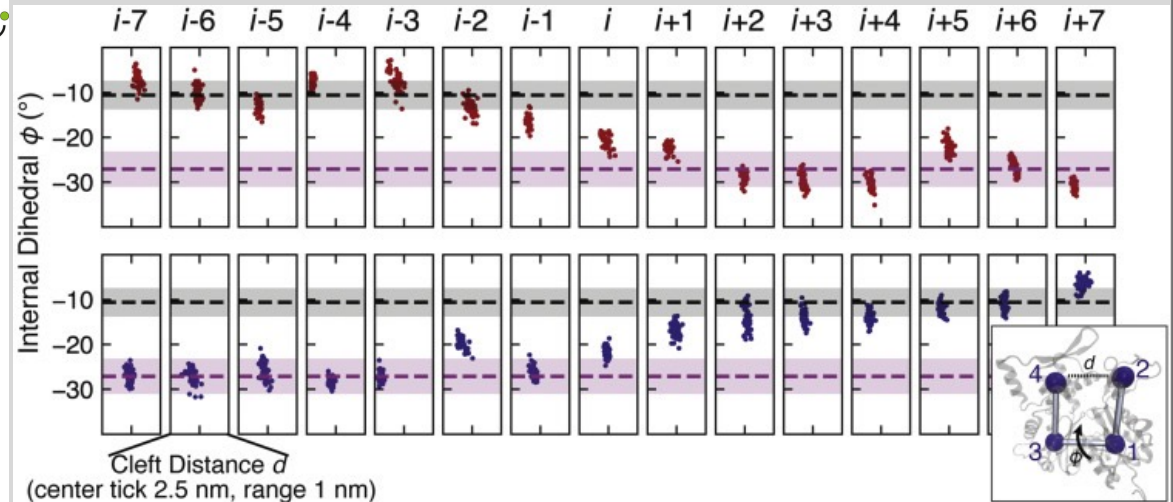 i-7 i-6 i-5 i-4 i-3 i-2 i-1 i i+1 i+2 i+3 i+4 i+5 i+6 i+7
Internal Dihedral ϕ (°)
−10
−20
−30
−10
−20
−30
4 d 2
3 ϕ 1
Cleft Distance d
(center tick 2.5 nm, range 1 nm)